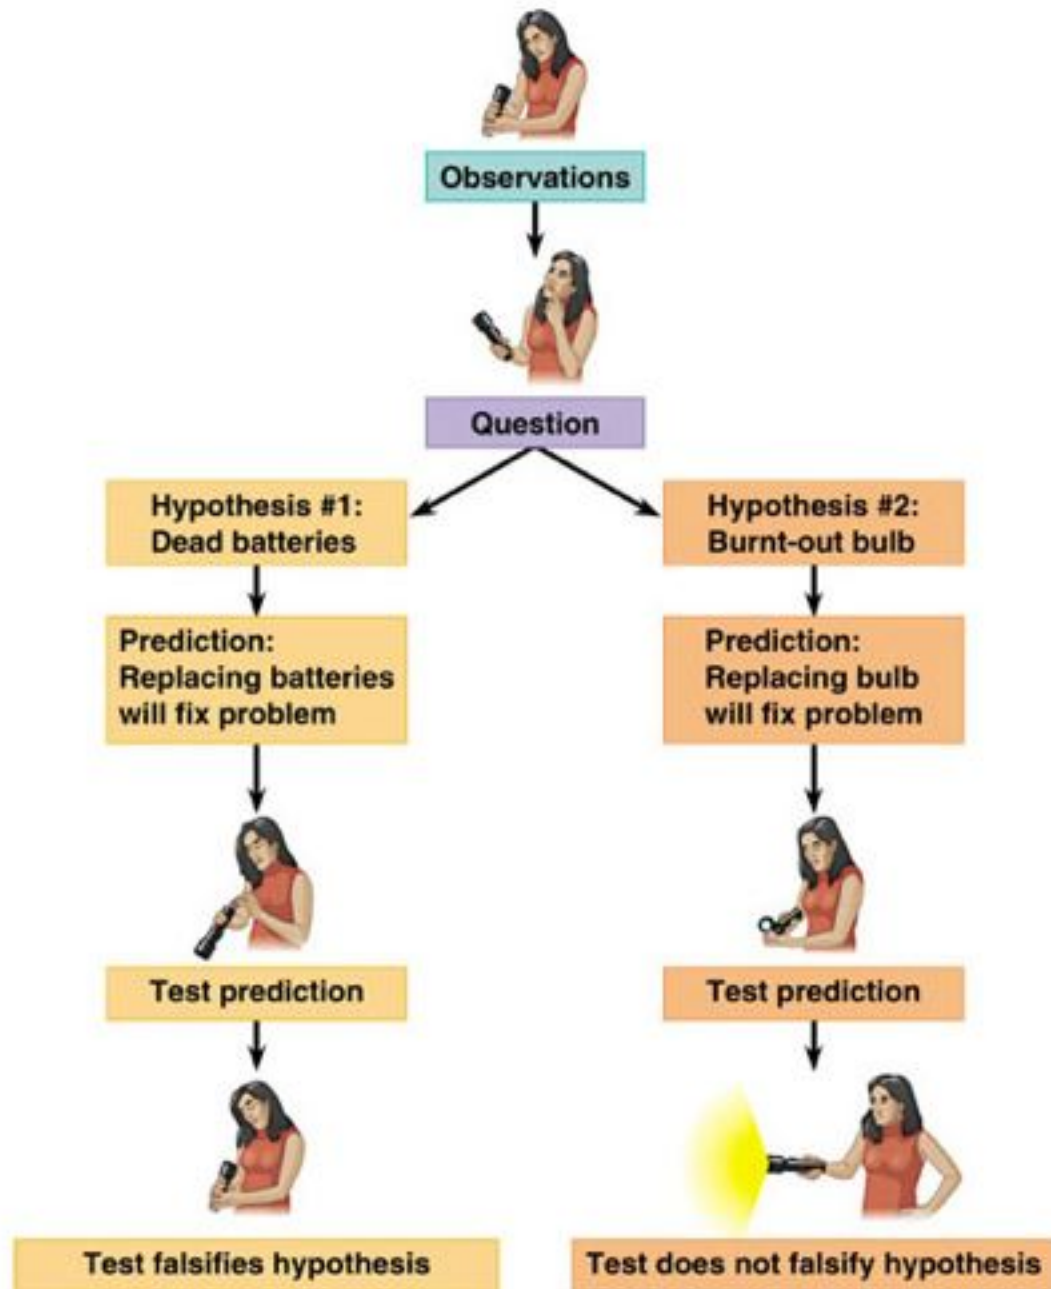 Observations
Question
Hypothesis #1:
Dead batteries
Prediction:
Replacing batteries
will fix problem
Test prediction
Test falsifies hypothesis
Hypothesis #2:
Burnt-out bulb
Prediction:
Replacing bulb
will fix problem
Test prediction
Test does not falsify hypothesis